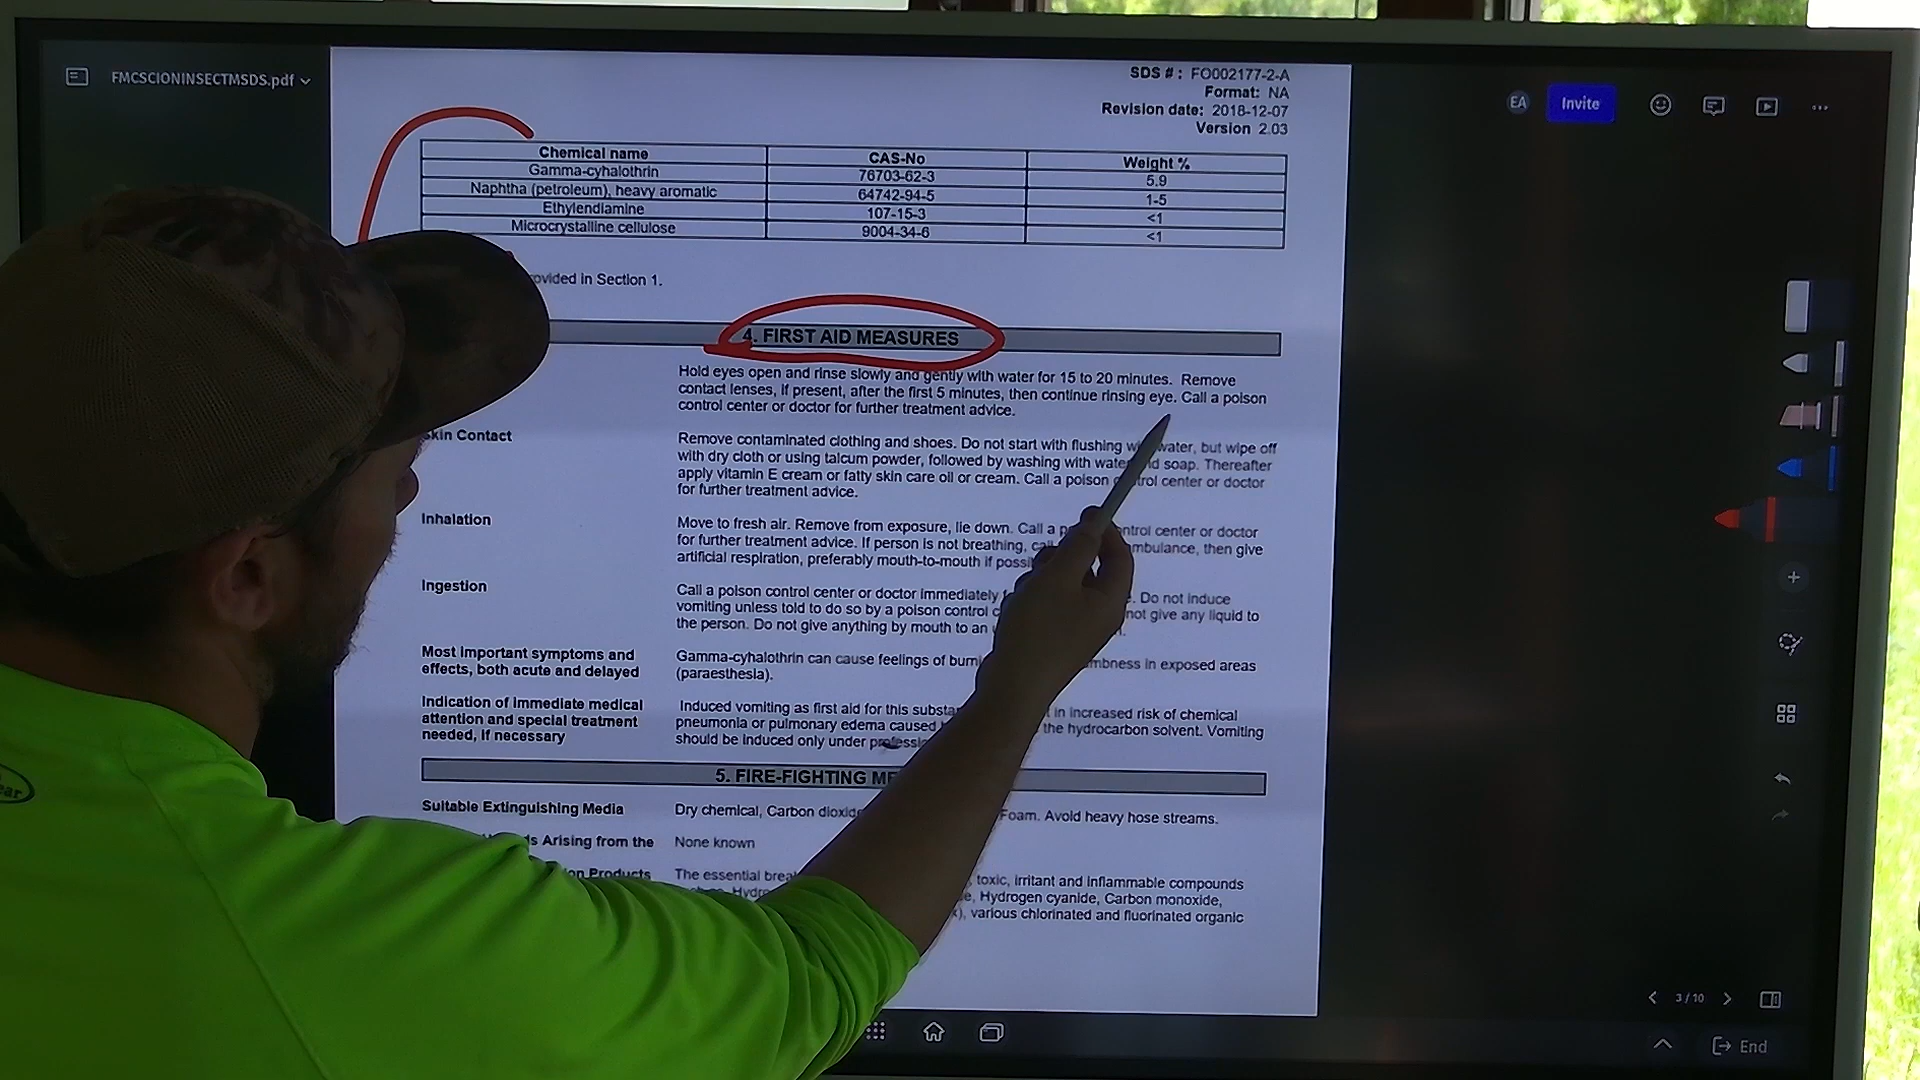 FMCSCIONINSECTMSDS.pdf
SDS # : FO002177-2-A
Format: NA
Revision date: 2018-12-07
Version 2.03
EA Invite
Chemical name CAS-No Weight %
Gamma-cyhalothrin 76703-62-3 5.9
Naphtha (petroleum), heavy aromatic 64742-94-5 1-5
Ethylendiamine 107-15-3 <1
Microcrystalline cellulose 9004-34-6 <1
ovided in Section 1.
4. FIRST AID MEASURES
Hold eyes open and rinse slowly and gently with water for 15 to 20 minutes. Remove
contact lenses, if present, after the first 5 minutes, then continue rinsing eye. Call a poison
control center or doctor for further treatment advice.
Skin Contact Remove contaminated clothing and shoes. Do not start with flushing water, but wipe off
with dry cloth or using talcum powder, followed by washing with water soap. Thereafter
apply vitamin E cream or fatty skin care oil or cream. Call a poison center or doctor
for further treatment advice.
Inhalation Move to fresh air. Remove from exposure, lie down. Call a center or doctor
for further treatment advice. If person is not breathing, ambulance, then give
artificial respiration, preferably mouth-to-mouth if
Ingestion Call a poison control center or doctor immediately Do not induce
vomiting unless told to do so by a poison control not give any liquid to
the person. Do not give anything by mouth to an
Most important symptoms and effects, both acute and delayed Gamma-cyhalothrin can cause feelings of in exposed areas
(paraesthesia).
Indication of immediate medical attention and special treatment needed, if necessary Induced vomiting as first aid for this in increased risk of chemical
pneumonia or pulmonary edema caused the hydrocarbon solvent. Vomiting
should be induced only under
5. FIRE-FIGHTING
Suitable Extinguishing Media Dry chemical, Carbon Foam. Avoid heavy hose streams.
Arising from the None known
Products The essential toxic, irritant and inflammable compounds
Hydrogen cyanide, Carbon monoxide,
various chlorinated and fluorinated organic
3 / 10
End